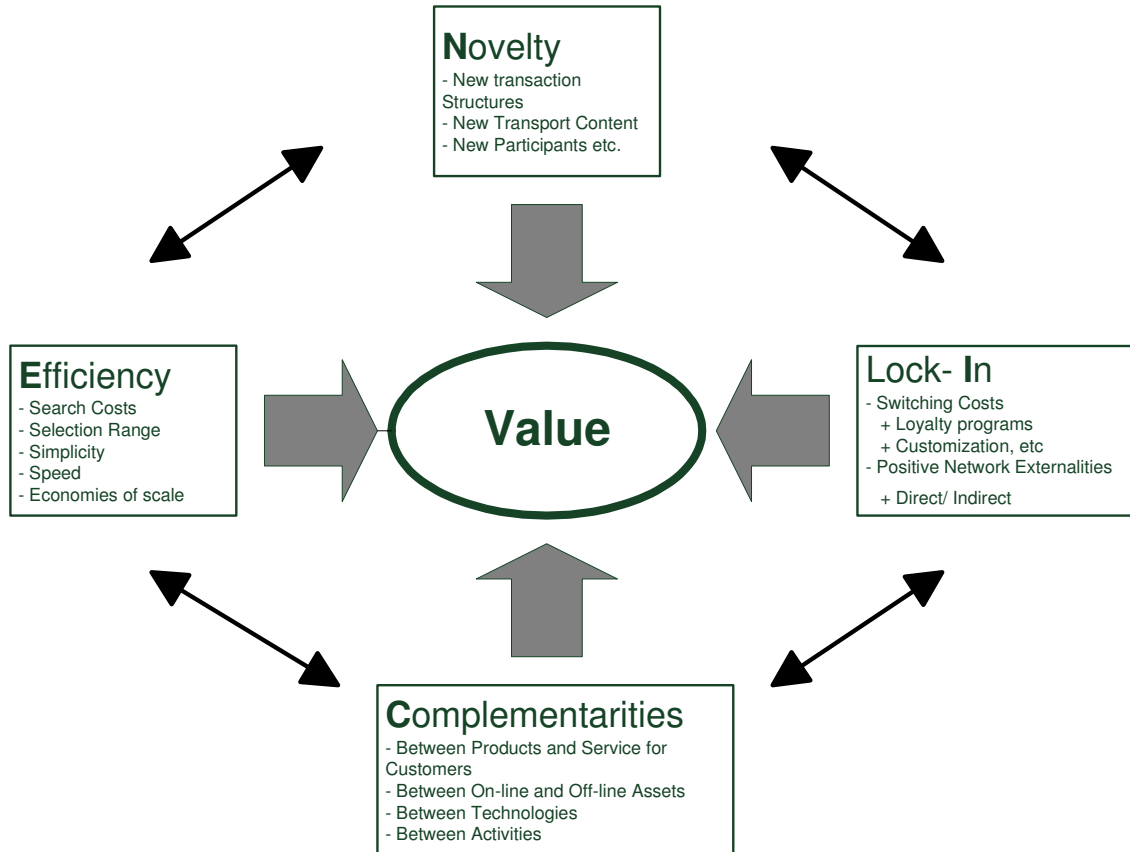 Novelty
- New transaction
Structures
- New Transport Content
- New Participants etc.
Efficiency
- Search Costs
- Selection Range
- Simplicity
- Speed
- Economies of scale
Value
Lock- In
- Switching Costs
+ Loyalty programs
+ Customization, etc
- Positive Network Externalities
+ Direct/ Indirect
Complementarities
- Between Products and Service for
Customers
- Between On-line and Off-line Assets
- Between Technologies
- Between Activities